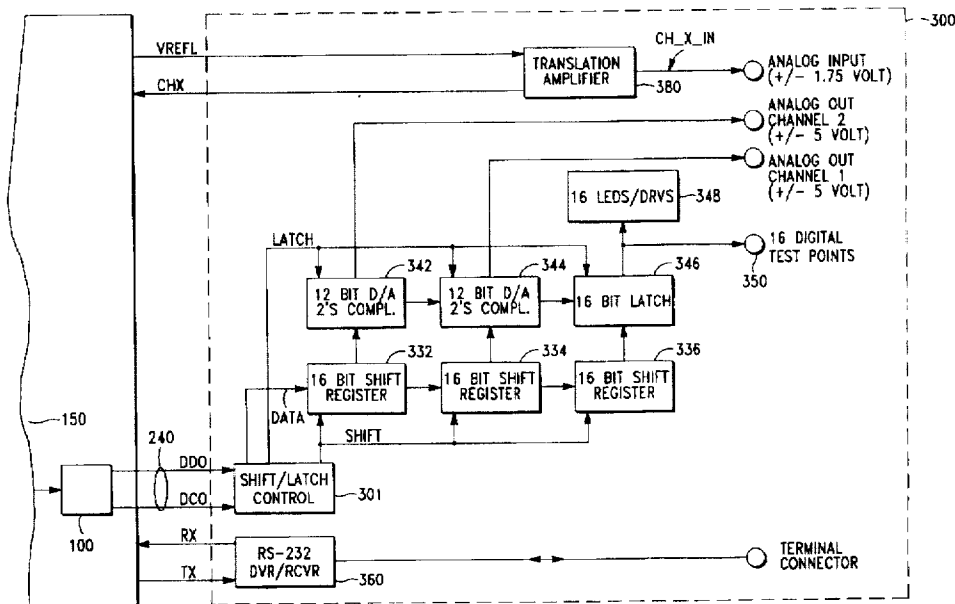 300
VREFL
CH_X_IN
TRANSLATION
AMPLIFIER
380
ANALOG INPUT
(+/- 1.75 VOLT)
CHX
ANALOG OUT
CHANNEL 2
(+/- 5 VOLT)
ANALOG OUT
CHANNEL 1
(+/- 5 VOLT)
16 LEDS/DRVS
348
LATCH
16 DIGITAL
TEST POINTS
350
342
344
346
12 BIT D/A
2'S COMPL.
12 BIT D/A
2'S COMPL.
16 BIT LATCH
332
334
336
16 BIT SHIFT
REGISTER
16 BIT SHIFT
REGISTER
16 BIT SHIFT
REGISTER
DATA
SHIFT
150
240
DDO
DCO
SHIFT/LATCH
CONTROL
301
100
RX
TX
RS-232
DVR/RCVR
360
TERMINAL
CONNECTOR